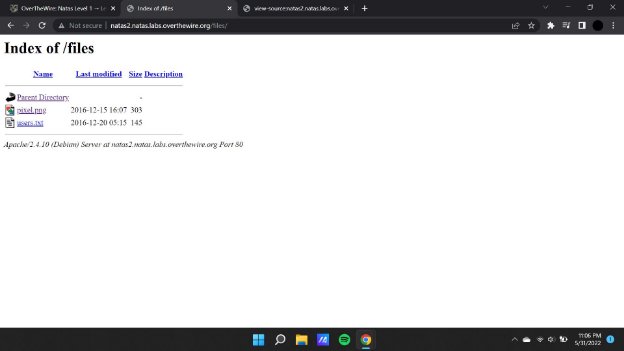 OverTheWire: Natas Level 1 → Le
Index of /files
view-source:natas2.natas.labs.ove
Not secure
natas2.natas.labs.overthewire.org/files/
Index of /files
Name Last modified Size Description
Parent Directory -
pixel.png 2016-12-15 16:07 303
users.txt 2016-12-20 05:15 145
Apache/2.4.10 (Debian) Server at natas2.natas.labs.overthewire.org Port 80
11:05 PM
5/31/2022